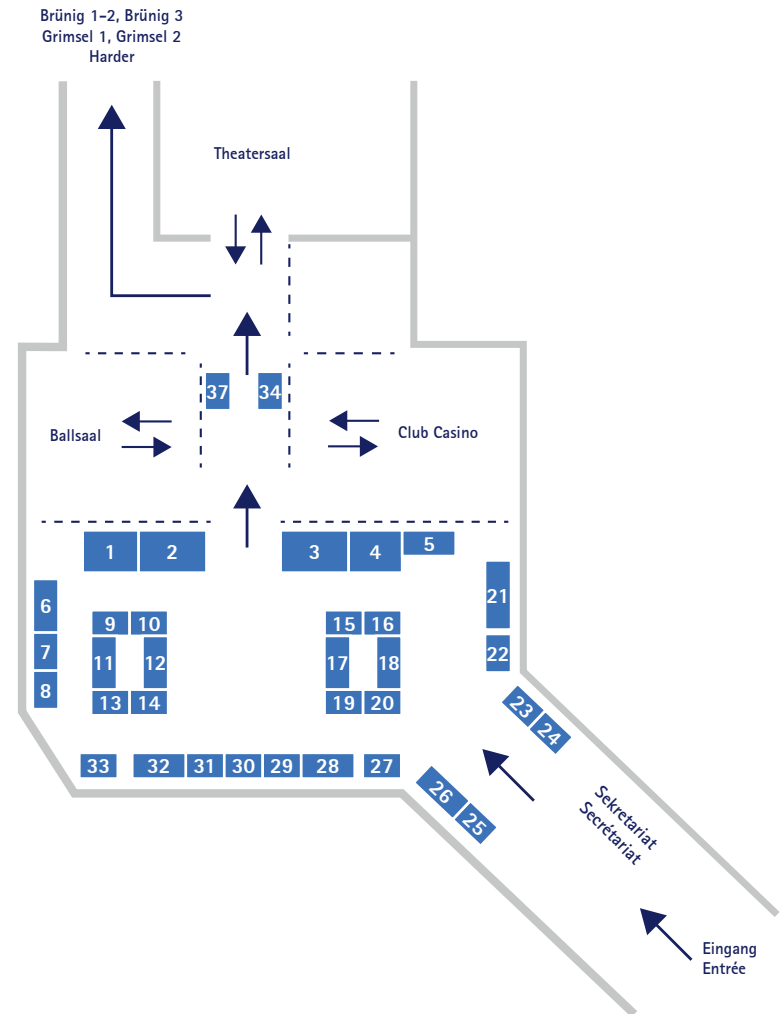 Brünig 1-2, Brünig 3
Grimsel 1, Grimsel 2
Harder
Theatersaal
37 34
Ballsaal
Club Casino
1 2 3 4 5
6
7
8
9 10
11 12
13 14
15 16
17 18
19 20
21
22
23
24
33 32 31 30 29 28 27
26
25
Sekretariat
Secrétariat
Eingang
Entrée